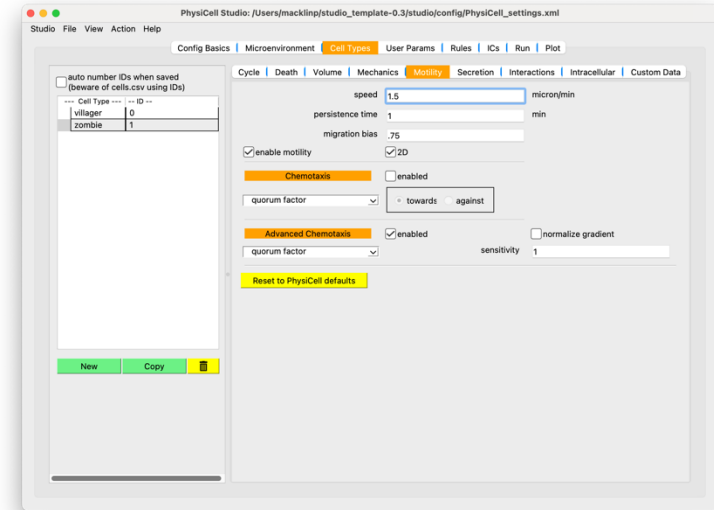 PhysiCell Studio: /Users/macklinp/studio_template-0.3/studio/config/PhysiCell_settings.xml
Studio File View Action Help
Config Basics Microenvironment Cell Types User Params Rules ICs Run Plot
auto number IDs when saved
(beware of cells.csv using IDs)
--- Cell Type --- -- ID --
villager 0
zombie 1
New Copy
Cycle Death Volume Mechanics Motility Secretion Interactions Intracellular Custom Data
speed 1.5 micron/min
persistence time 1 min
migration bias .75
enable motility 2D
Chemotaxis enabled
quorum factor towards against
Advanced Chemotaxis enabled normalize gradient
quorum factor sensitivity 1
Reset to PhysiCell defaults